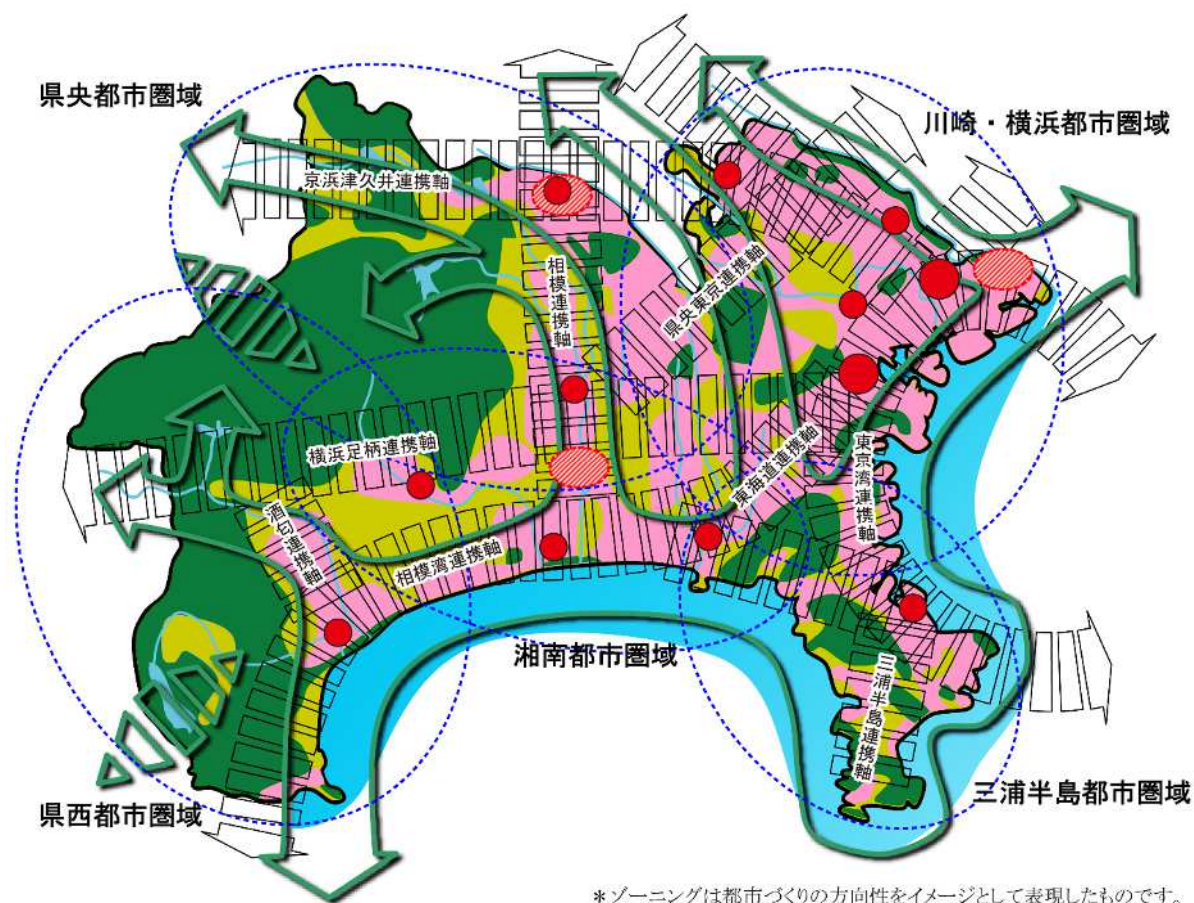 県央都市圏域
川崎・横浜都市圏域
京浜津久井連携軸
相模連携軸
県央東京連携軸
横浜足柄連携軸
東海道連携軸
東京湾連携軸
酒匂連携軸
相模湾連携軸
湘南都市圏域
三浦半島連携軸
県西都市圏域
三浦半島都市圏域
*ゾーニングは都市づくりの方向性をイメージとして表現したものです。